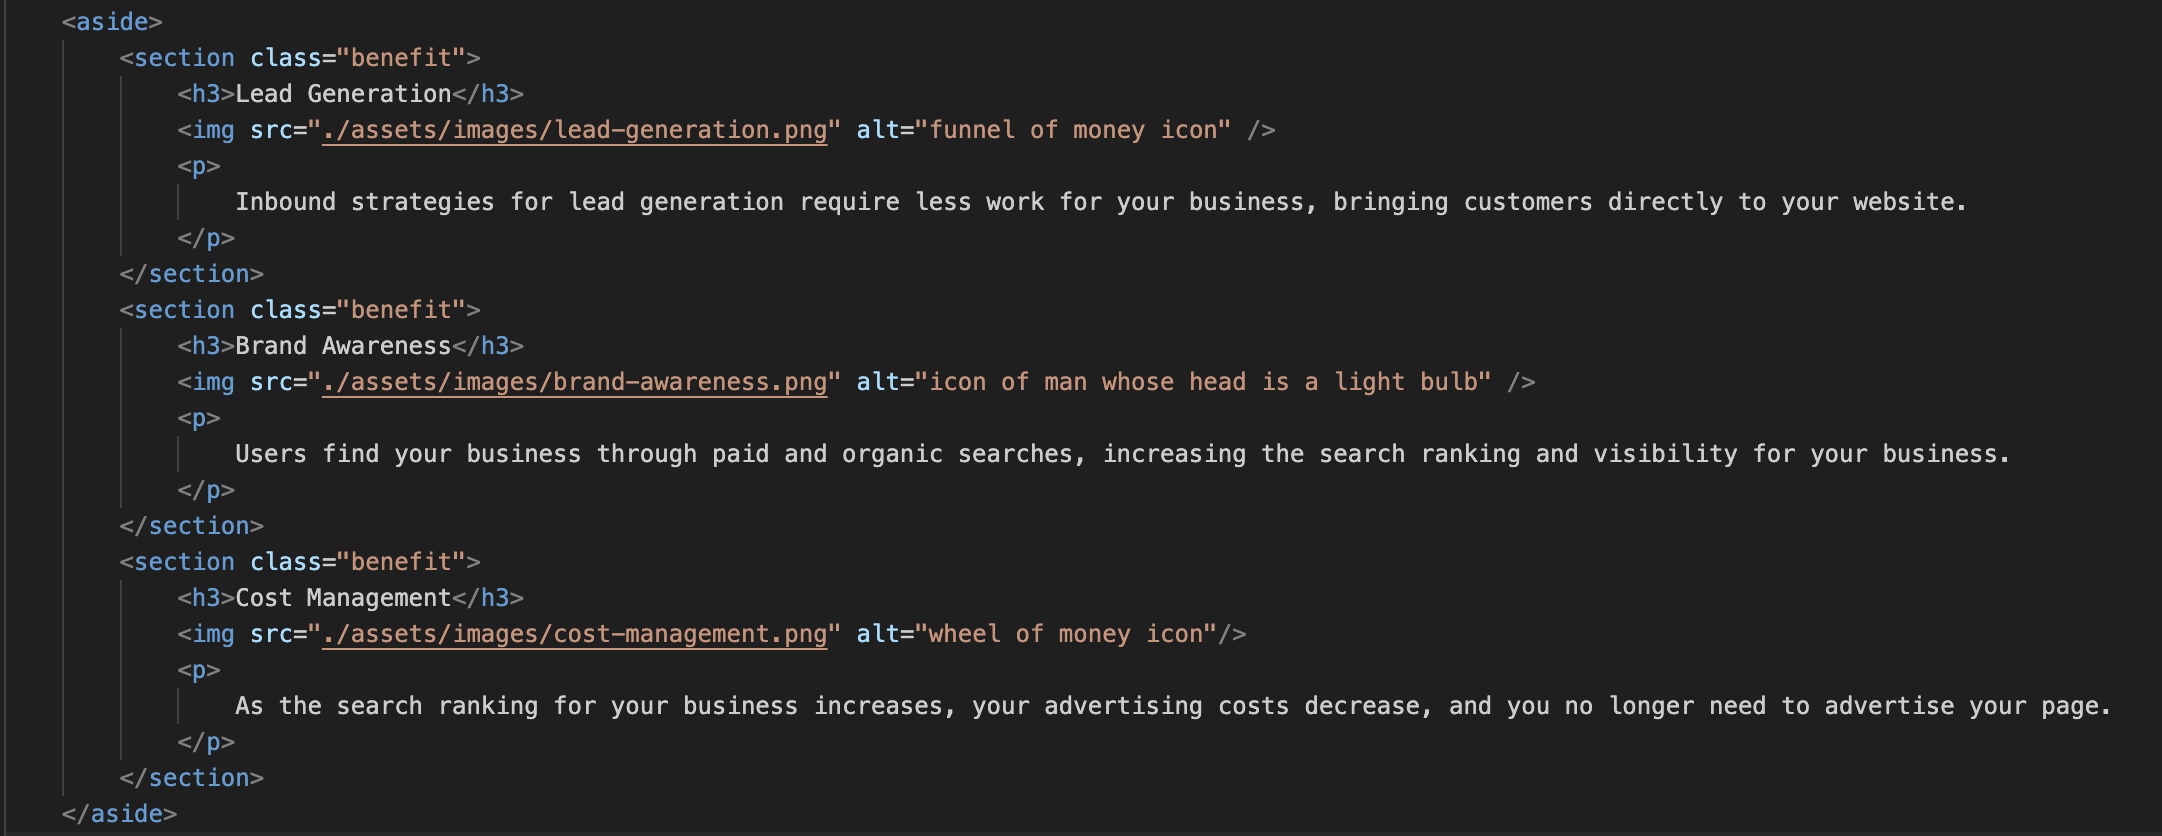 <aside>
<section class="benefit">
<h3>Lead Generation</h3>
<img src="./assets/images/lead-generation.png" alt="funnel of money icon" />
<p>
Inbound strategies for lead generation require less work for your business, bringing customers directly to your website.
</p>
</section>
<section class="benefit">
<h3>Brand Awareness</h3>
<img src="./assets/images/brand-awareness.png" alt="icon of man whose head is a light bulb" />
<p>
Users find your business through paid and organic searches, increasing the search ranking and visibility for your business.
</p>
</section>
<section class="benefit">
<h3>Cost Management</h3>
<img src="./assets/images/cost-management.png" alt="wheel of money icon"/>
<p>
As the search ranking for your business increases, your advertising costs decrease, and you no longer need to advertise your page.
</p>
</section>
</aside>